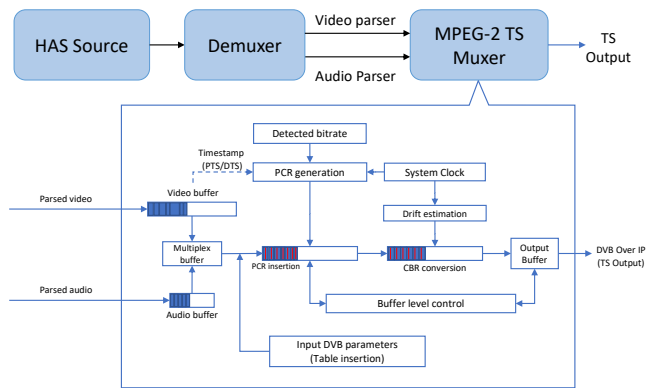 Video parser
HAS Source
Demuxer
MPEG-2 TS
Muxer
TS
Output
Audio Parser
Detected bitrate
Timestamp
(PTS/DTS)
PCR generation
System Clock
Parsed video
Video buffer
Drift estimation
Multiplex
buffer
PCR insertion
CBR conversion
Output
Buffer
DVB Over IP
(TS Output)
Parsed audio
Audio buffer
Buffer level control
Input DVB parameters
(Table insertion)